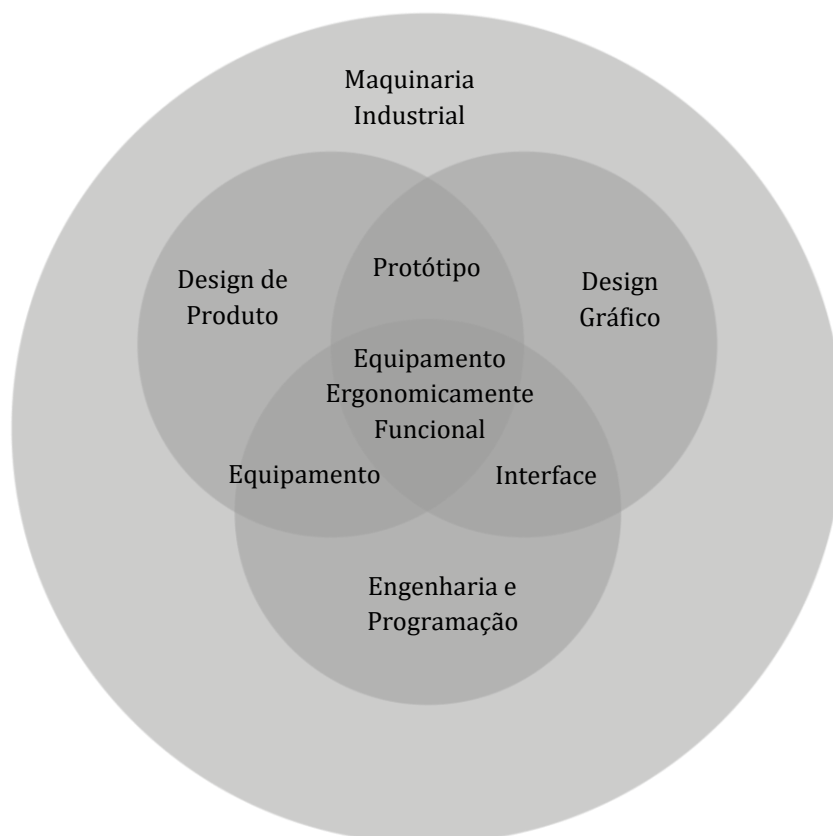 Maquinaria
Industrial
Protótipo
Design de
Produto
Design
Gráfico
Equipamento
Ergonomicamente
Funcional
Equipamento
Interface
Engenharia e
Programação